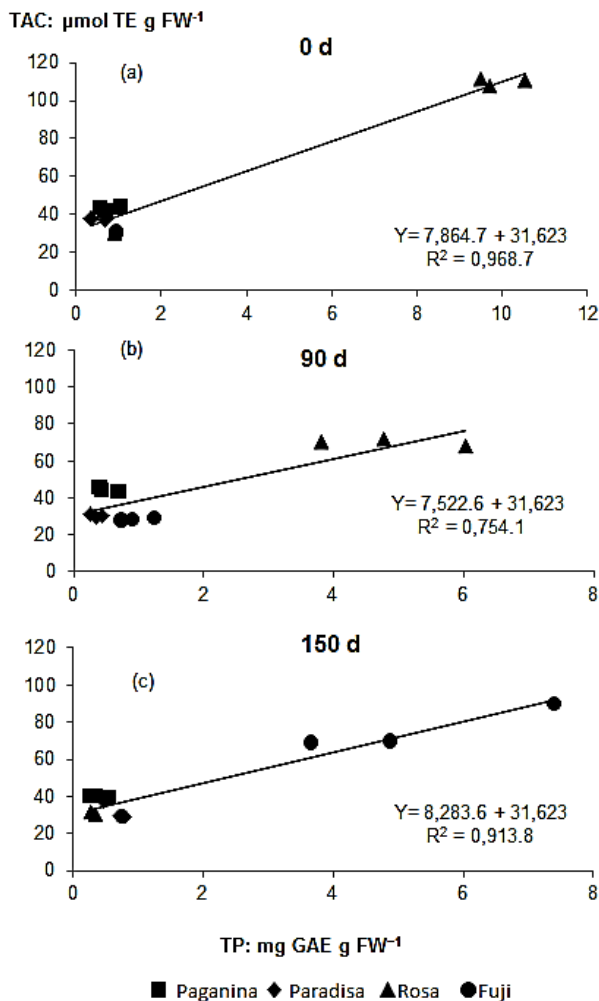 TAC: µmol TE g FW⁻¹
0 d
(a)
120
100
80
60
40
20
0
Y= 7,864.7 + 31,623
R² = 0,968.7
0 2 4 6 8 10 12
90 d
(b)
120
100
80
60
40
20
0
Y= 7,522.6 + 31,623
R² = 0,754.1
0 2 4 6 8
150 d
(c)
120
100
80
60
40
20
0
Y= 8,283.6 + 31,623
R² = 0,913.8
0 2 4 6 8
TP: mg GAE g FW⁻¹
Paganina Paradisa Rosa Fuji